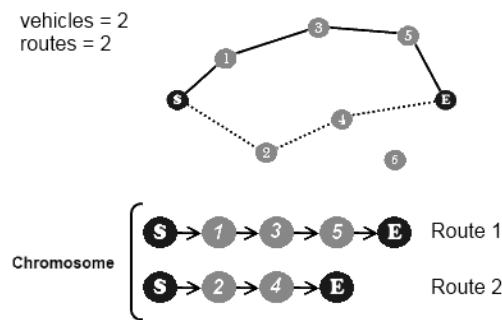 vehicles = 2
routes = 2
3
5
1
S
E
4
2
6
Chromosome
S 1 3 5 E Route 1
S 2 4 E Route 2